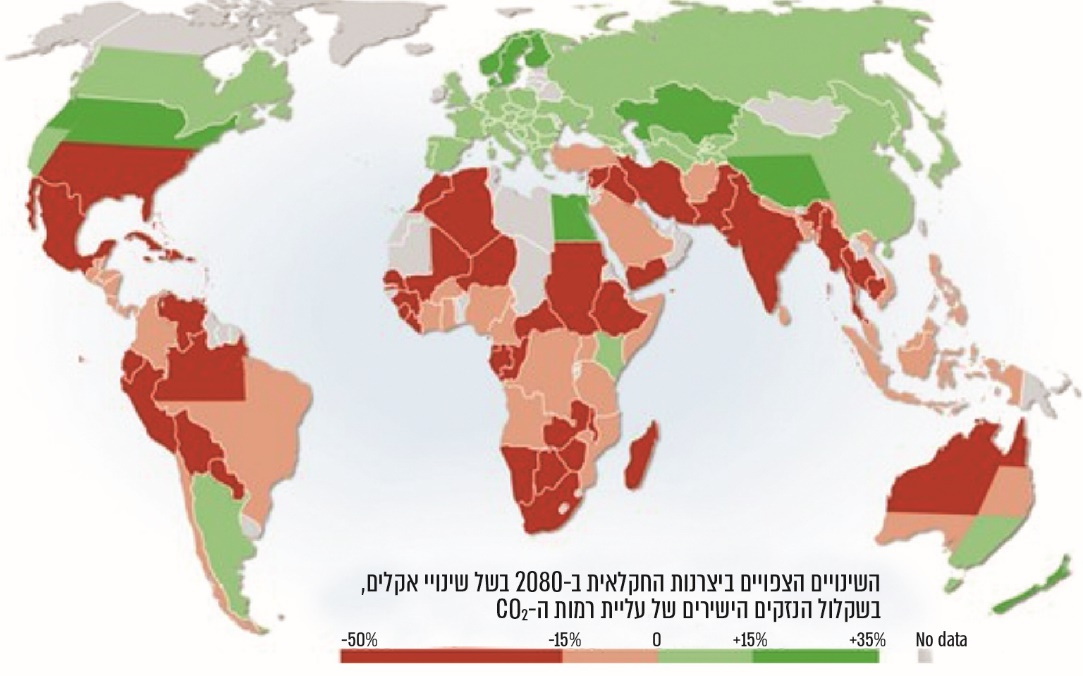 השינויים הצפויים ביצרנות החקלאית ב-2080 בשל שינויי אקלים,
בשקלול הנזקים הישירים של עליית רמות ה-CO₂
-50% -15% 0 +15% +35% No data